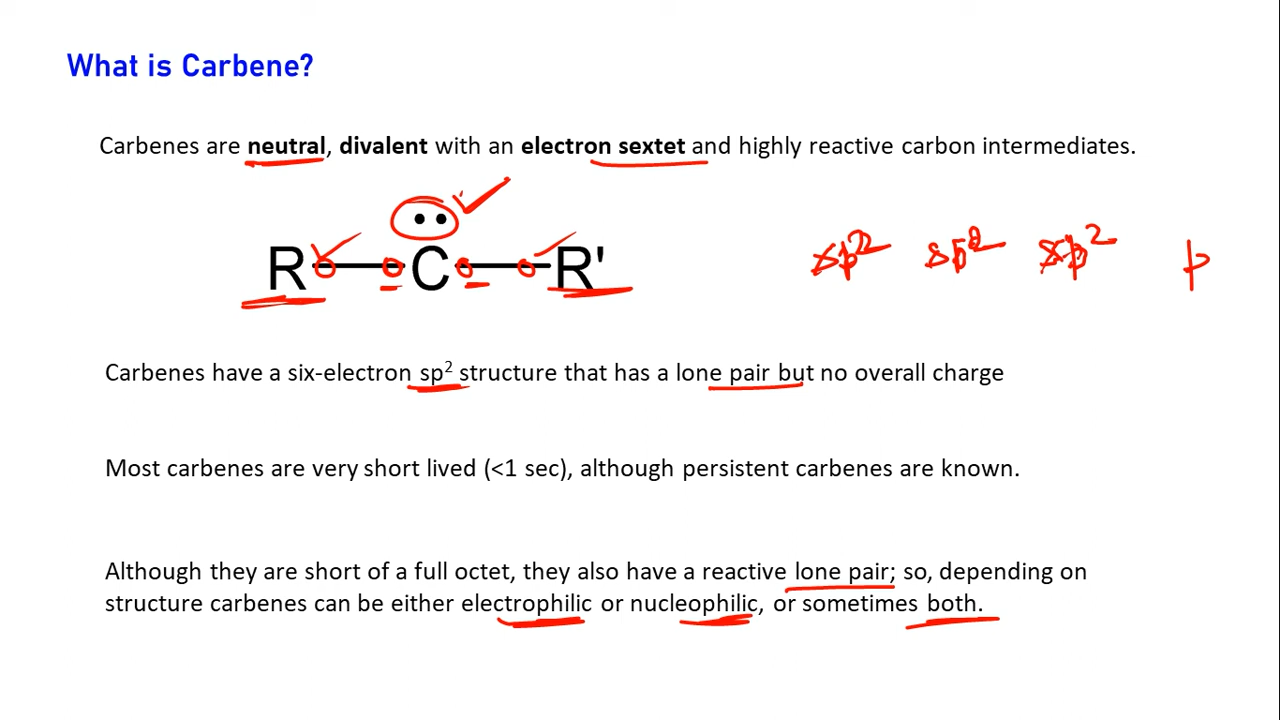 What is Carbene?
Carbenes are neutral, divalent with an electron sextet and highly reactive carbon intermediates.
R C R'
sp² sp² sp² p
Carbenes have a six-electron sp² structure that has a lone pair but no overall charge
Most carbenes are very short lived (<1 sec), although persistent carbenes are known.
Although they are short of a full octet, they also have a reactive lone pair; so, depending on
structure carbenes can be either electrophilic or nucleophilic, or sometimes both.